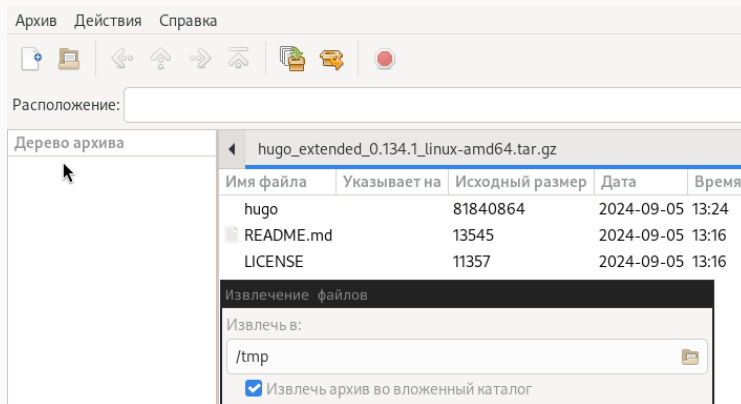 Архив Действия Справка
Расположение:
Дерево архива
hugo_extended_0.134.1_linux-amd64.tar.gz
Имя файла Указывает на Исходный размер Дата Время
hugo 81840864 2024-09-05 13:24
README.md 13545 2024-09-05 13:16
LICENSE 11357 2024-09-05 13:16
Извлечение файлов
Извлечь в:
/tmp
Извлечь архив во вложенный каталог